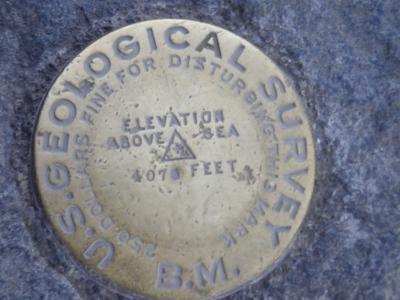 U.S. GEOLOGICAL SURVEY
B.M.
250 DOLLARS FINE FOR DISTURBING THIS MARK
ELEVATION
ABOVE SEA
FEET